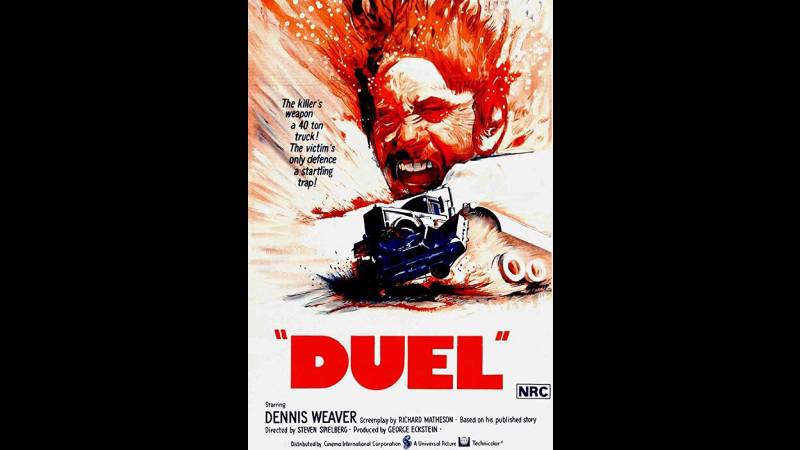 The killer's
weapon
a 40 ton
truck!
The victim's
only defence
a startling
trap!
"DUEL"
NRC
Starring
DENNIS WEAVER Screenplay by RICHARD MATHESON · Based on his published story
Directed by STEVEN SPIELBERG · Produced by GEORGE ECKSTEIN ·
Distributed by Cinema International Corporation A Universal Picture Technicolor®